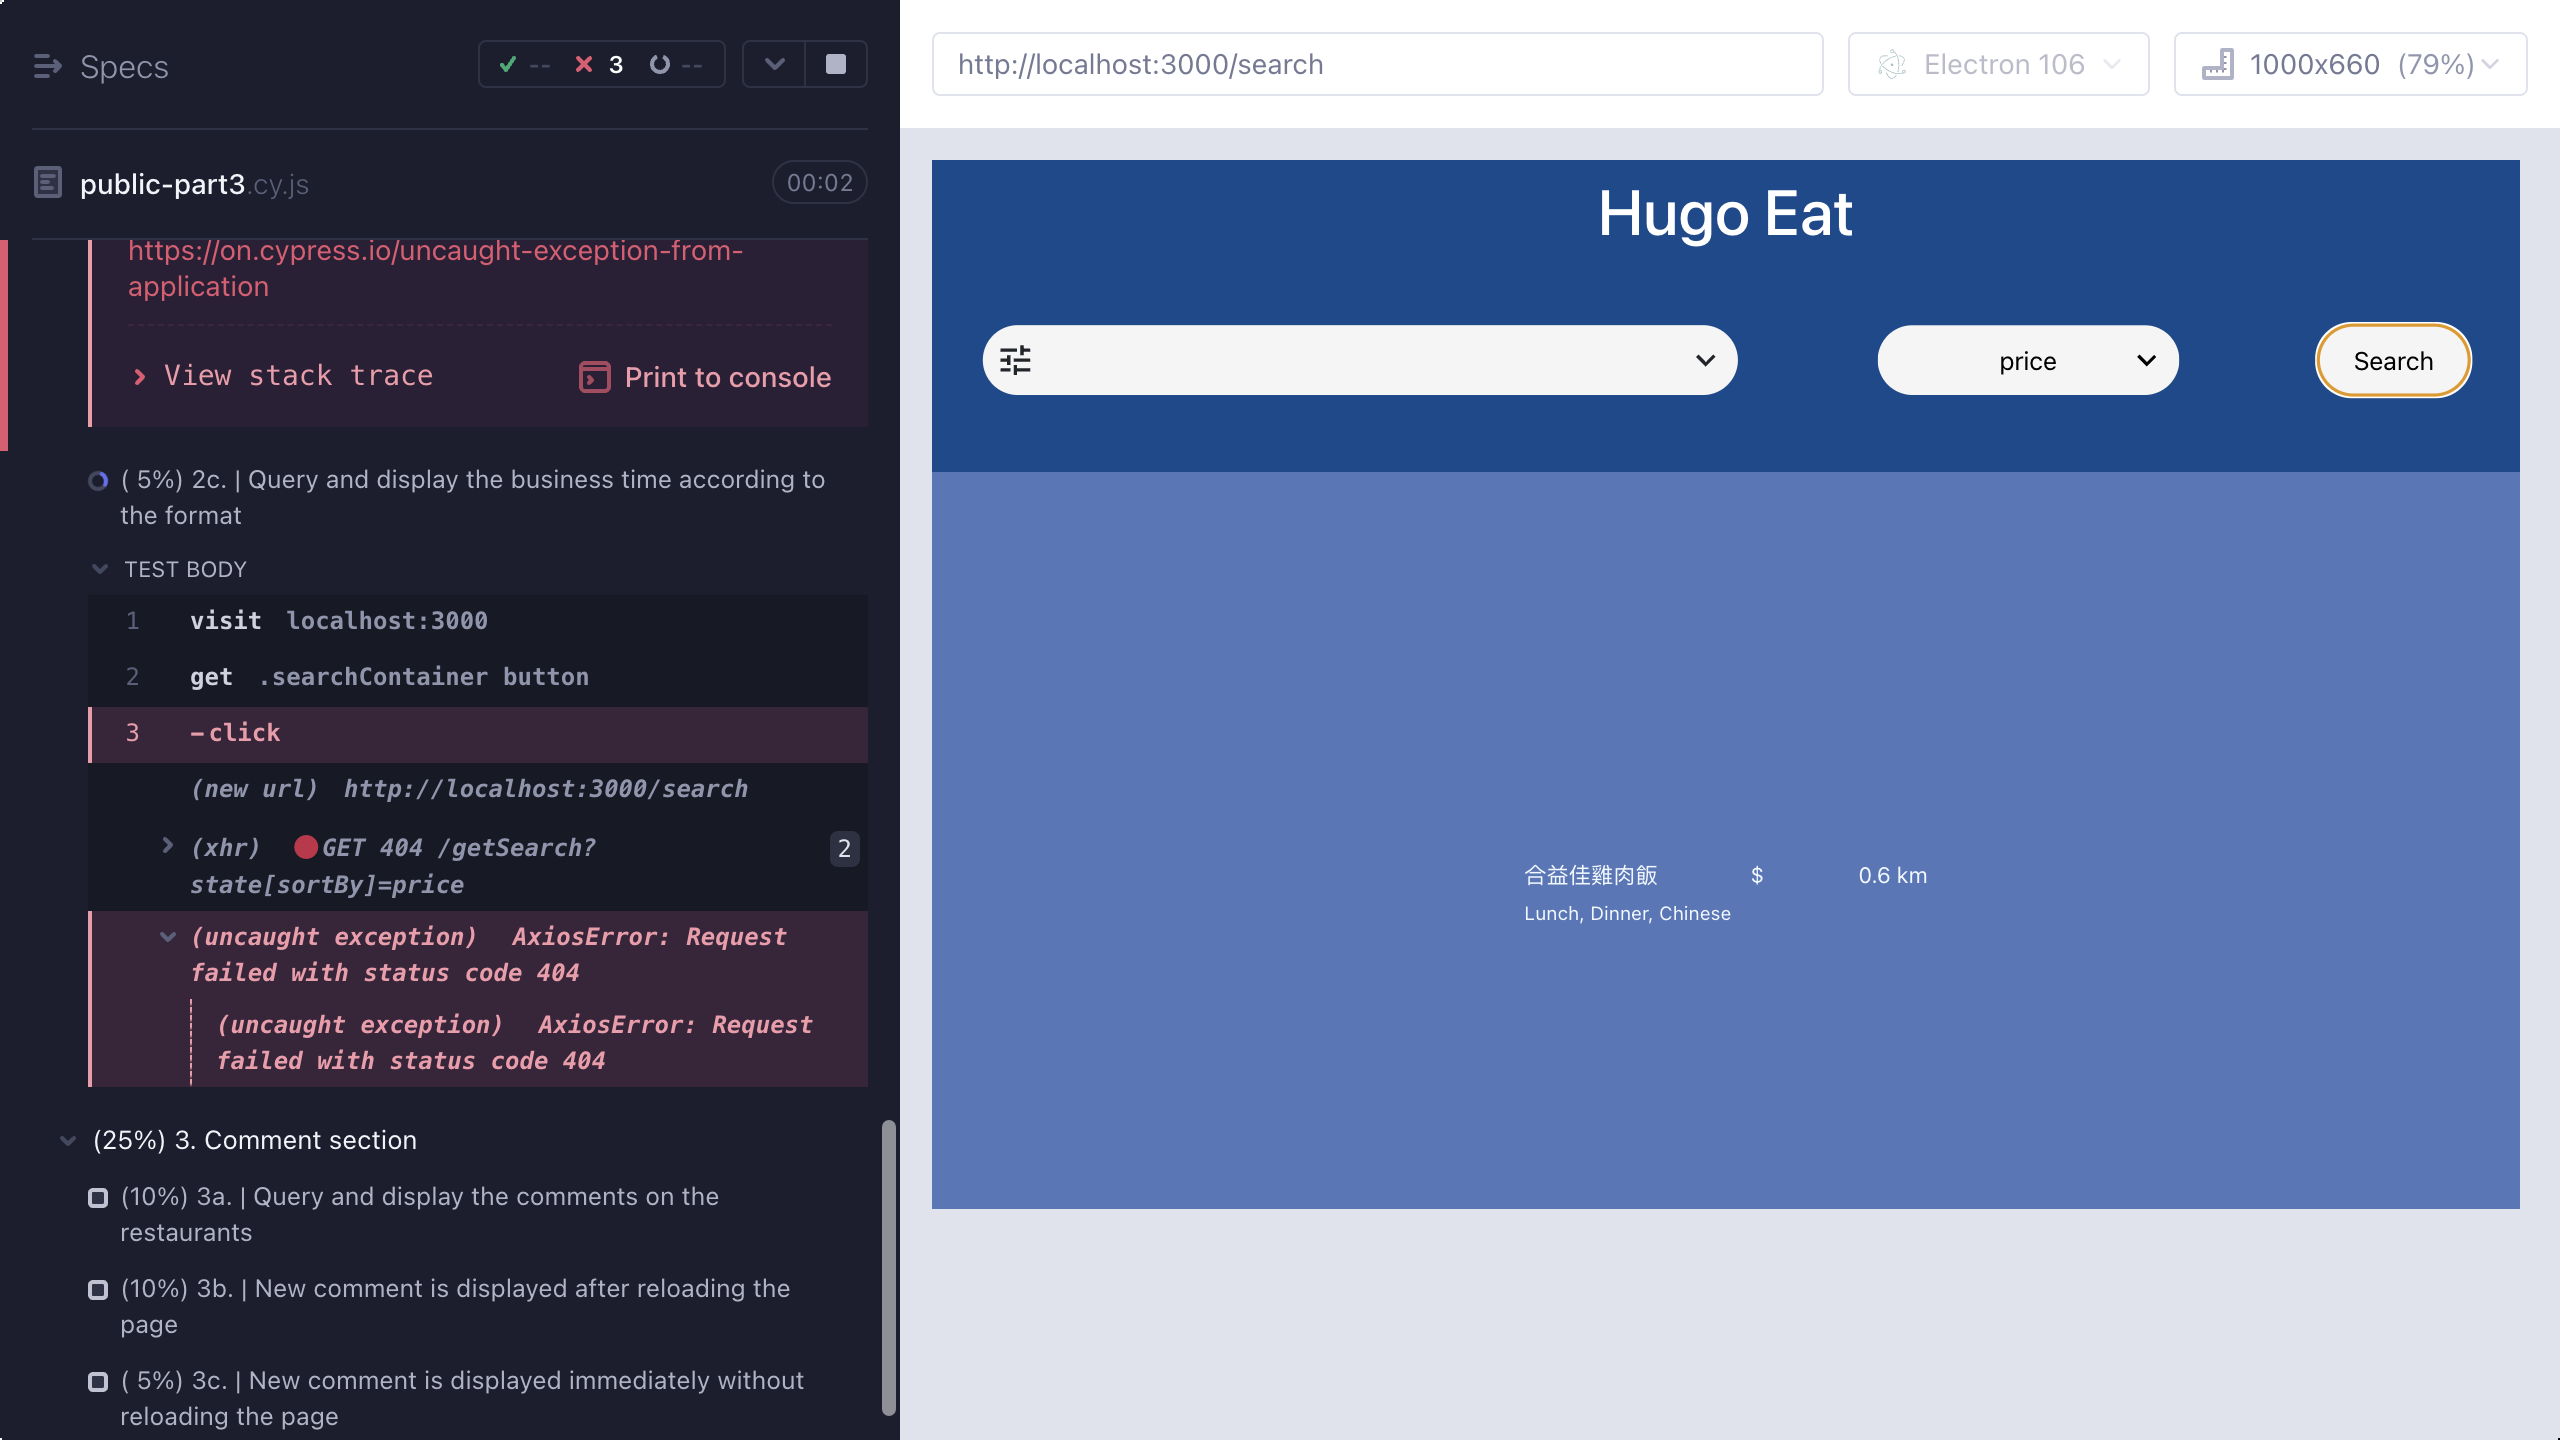 Specs
-- 3 --
public-part3.cy.js
00:02
https://on.cypress.io/uncaught-exception-from-
application
View stack trace
Print to console
( 5%) 2c. | Query and display the business time according to
the format
TEST BODY
1 visit localhost:3000
2 get .searchContainer button
3 -click
(new url) http://localhost:3000/search
(xhr) GET 404 /getSearch?
state[sortBy]=price
2
(uncaught exception) AxiosError: Request
failed with status code 404
(uncaught exception) AxiosError: Request
failed with status code 404
(25%) 3. Comment section
(10%) 3a. | Query and display the comments on the
restaurants
(10%) 3b. | New comment is displayed after reloading the
page
( 5%) 3c. | New comment is displayed immediately without
reloading the page
http://localhost:3000/search
Electron 106
1000x660 (79%)
Hugo Eat
price
Search
合益佳雞肉飯 $ 0.6 km
Lunch, Dinner, Chinese